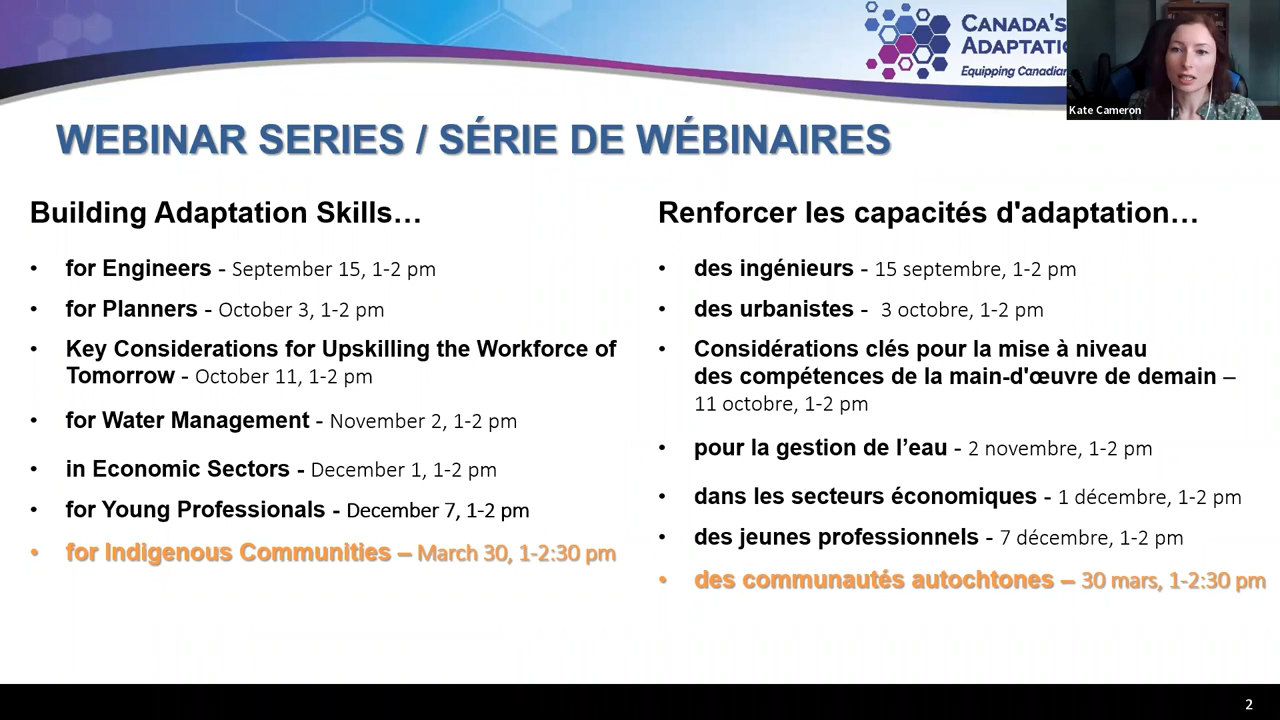 CANADA'S
ADAPTATIO
Equipping Canadian
Kate Cameron
WEBINAR SERIES / SÉRIE DE WÉBINAIRES
Building Adaptation Skills…
• for Engineers - September 15, 1-2 pm
• for Planners - October 3, 1-2 pm
• Key Considerations for Upskilling the Workforce of
Tomorrow - October 11, 1-2 pm
• for Water Management - November 2, 1-2 pm
• in Economic Sectors - December 1, 1-2 pm
• for Young Professionals - December 7, 1-2 pm
• for Indigenous Communities – March 30, 1-2:30 pm
Renforcer les capacités d'adaptation…
• des ingénieurs - 15 septembre, 1-2 pm
• des urbanistes - 3 octobre, 1-2 pm
• Considérations clés pour la mise à niveau
des compétences de la main-d'œuvre de demain –
11 octobre, 1-2 pm
• pour la gestion de l’eau - 2 novembre, 1-2 pm
• dans les secteurs économiques - 1 décembre, 1-2 pm
• des jeunes professionnels - 7 décembre, 1-2 pm
• des communautés autochtones – 30 mars, 1-2:30 pm
2